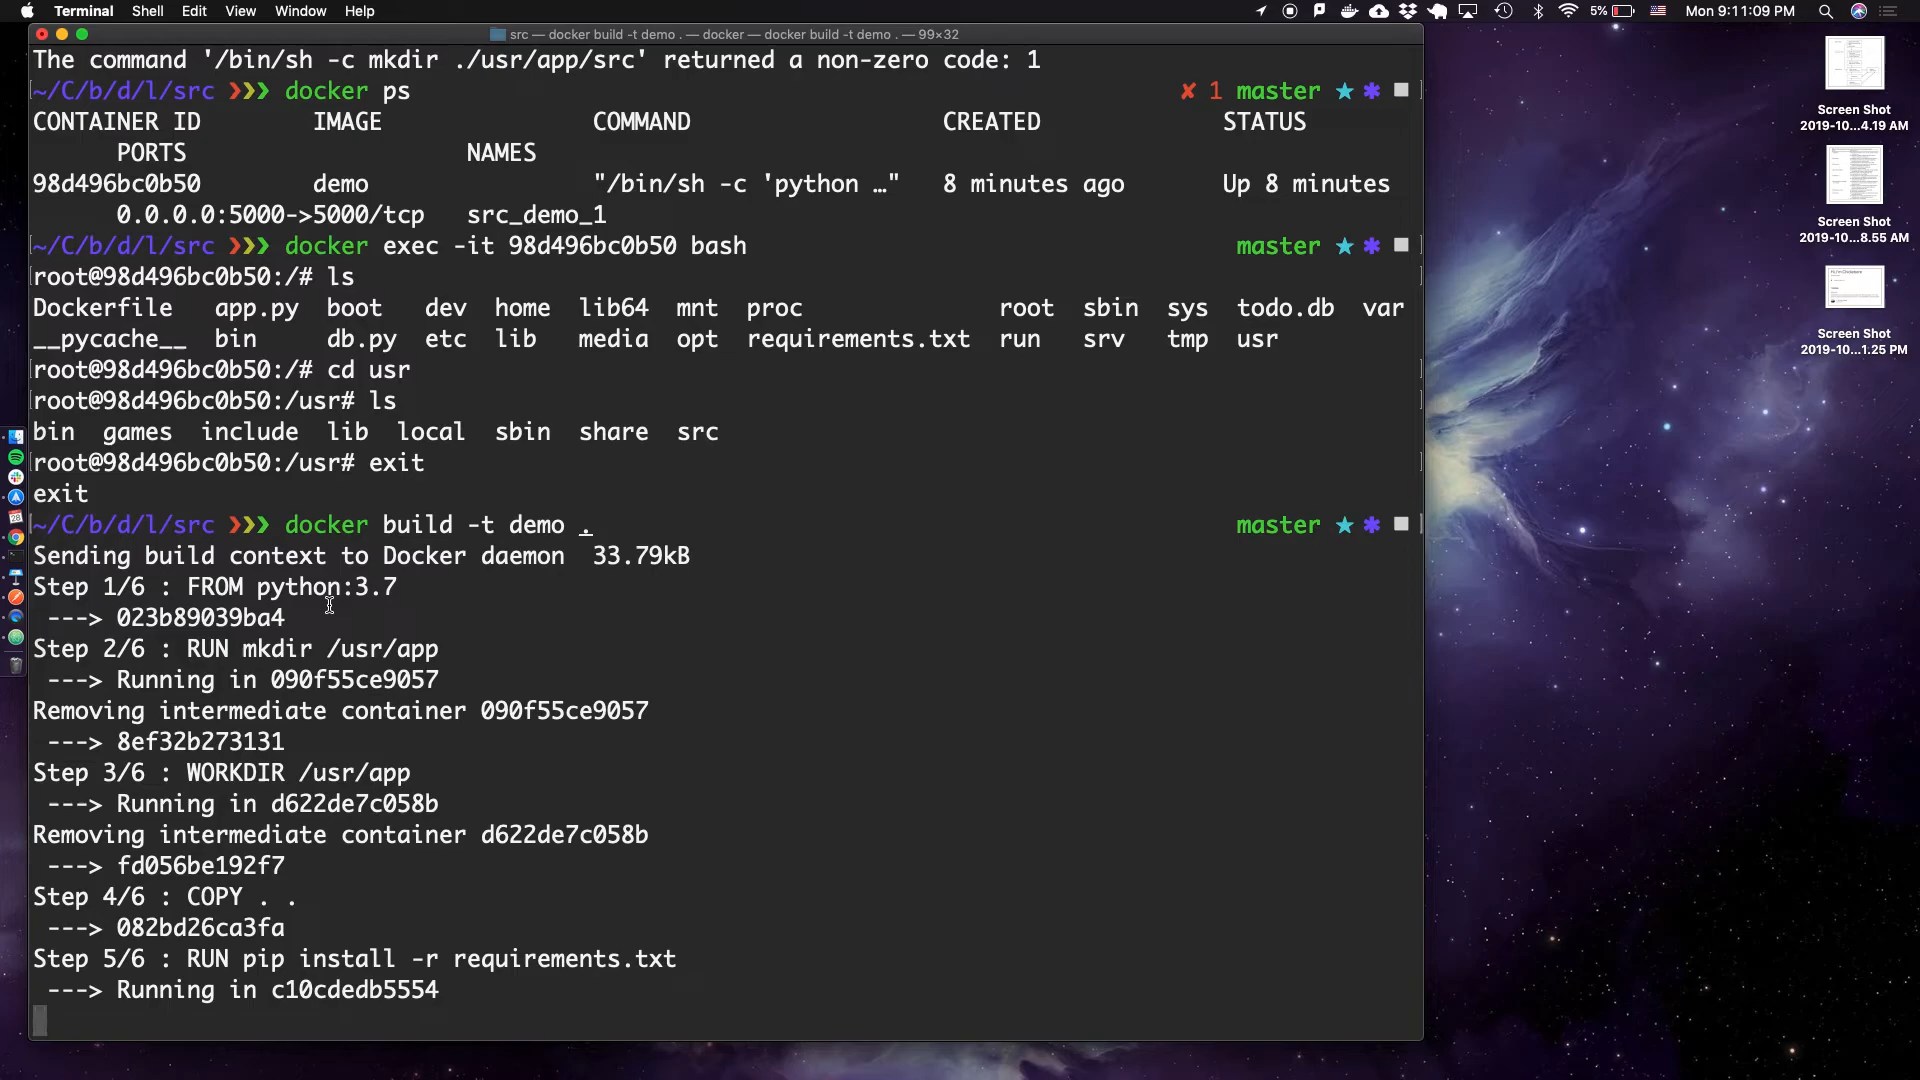 Terminal Shell Edit View Window Help 5% Mon 9:11:09 PM
src — docker build -t demo . — docker — docker build -t demo . — 99×32
The command '/bin/sh -c mkdir ./usr/app/src' returned a non-zero code: 1
~/C/b/d/l/src ❯❯❯ docker ps ✘ 1 master ★ ✱ ◼
CONTAINER ID IMAGE COMMAND CREATED STATUS
PORTS NAMES
98d496bc0b50 demo "/bin/sh -c 'python …" 8 minutes ago Up 8 minutes
0.0.0.0:5000->5000/tcp src_demo_1
~/C/b/d/l/src ❯❯❯ docker exec -it 98d496bc0b50 bash master ★ ✱ ◼
root@98d496bc0b50:/# ls
Dockerfile app.py boot dev home lib64 mnt proc root sbin sys todo.db var
__pycache__ bin db.py etc lib media opt requirements.txt run srv tmp usr
root@98d496bc0b50:/# cd usr
root@98d496bc0b50:/usr# ls
bin games include lib local sbin share src
root@98d496bc0b50:/usr# exit
exit
~/C/b/d/l/src ❯❯❯ docker build -t demo . master ★ ✱ ◼
Sending build context to Docker daemon 33.79kB
Step 1/6 : FROM python:3.7
---> 023b89039ba4
Step 2/6 : RUN mkdir /usr/app
---> Running in 090f55ce9057
Removing intermediate container 090f55ce9057
---> 8ef32b273131
Step 3/6 : WORKDIR /usr/app
---> Running in d622de7c058b
Removing intermediate container d622de7c058b
---> fd056be192f7
Step 4/6 : COPY . .
---> 082bd26ca3fa
Step 5/6 : RUN pip install -r requirements.txt
---> Running in c10cdedb5554
Screen Shot
2019-10...4.19 AM
Screen Shot
2019-10...8.55 AM
Screen Shot
2019-10...1.25 PM